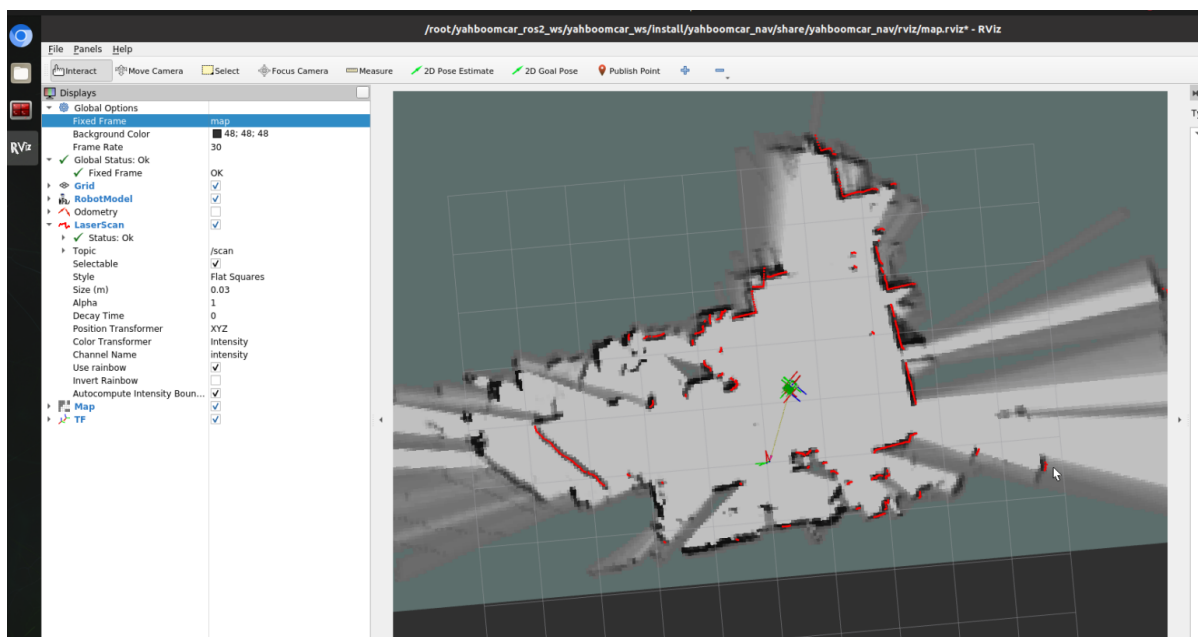 /root/yahboomcar_ros2_ws/yahboomcar_ws/install/yahboomcar_nav/share/yahboomcar_nav/rviz/map.rviz* - RViz
File Panels Help
Interact Move Camera Select Focus Camera Measure 2D Pose Estimate 2D Goal Pose Publish Point
Displays
Global Options
Fixed Frame map
Background Color 48; 48; 48
Frame Rate 30
Global Status: Ok
Fixed Frame OK
Grid
RobotModel
Odometry
LaserScan
Status: Ok
Topic /scan
Selectable
Style Flat Squares
Size (m) 0.03
Alpha 1
Decay Time 0
Position Transformer XYZ
Color Transformer Intensity
Channel Name intensity
Use rainbow
Invert Rainbow
Autocompute Intensity Boun...
Map
TF
RViz
Ty